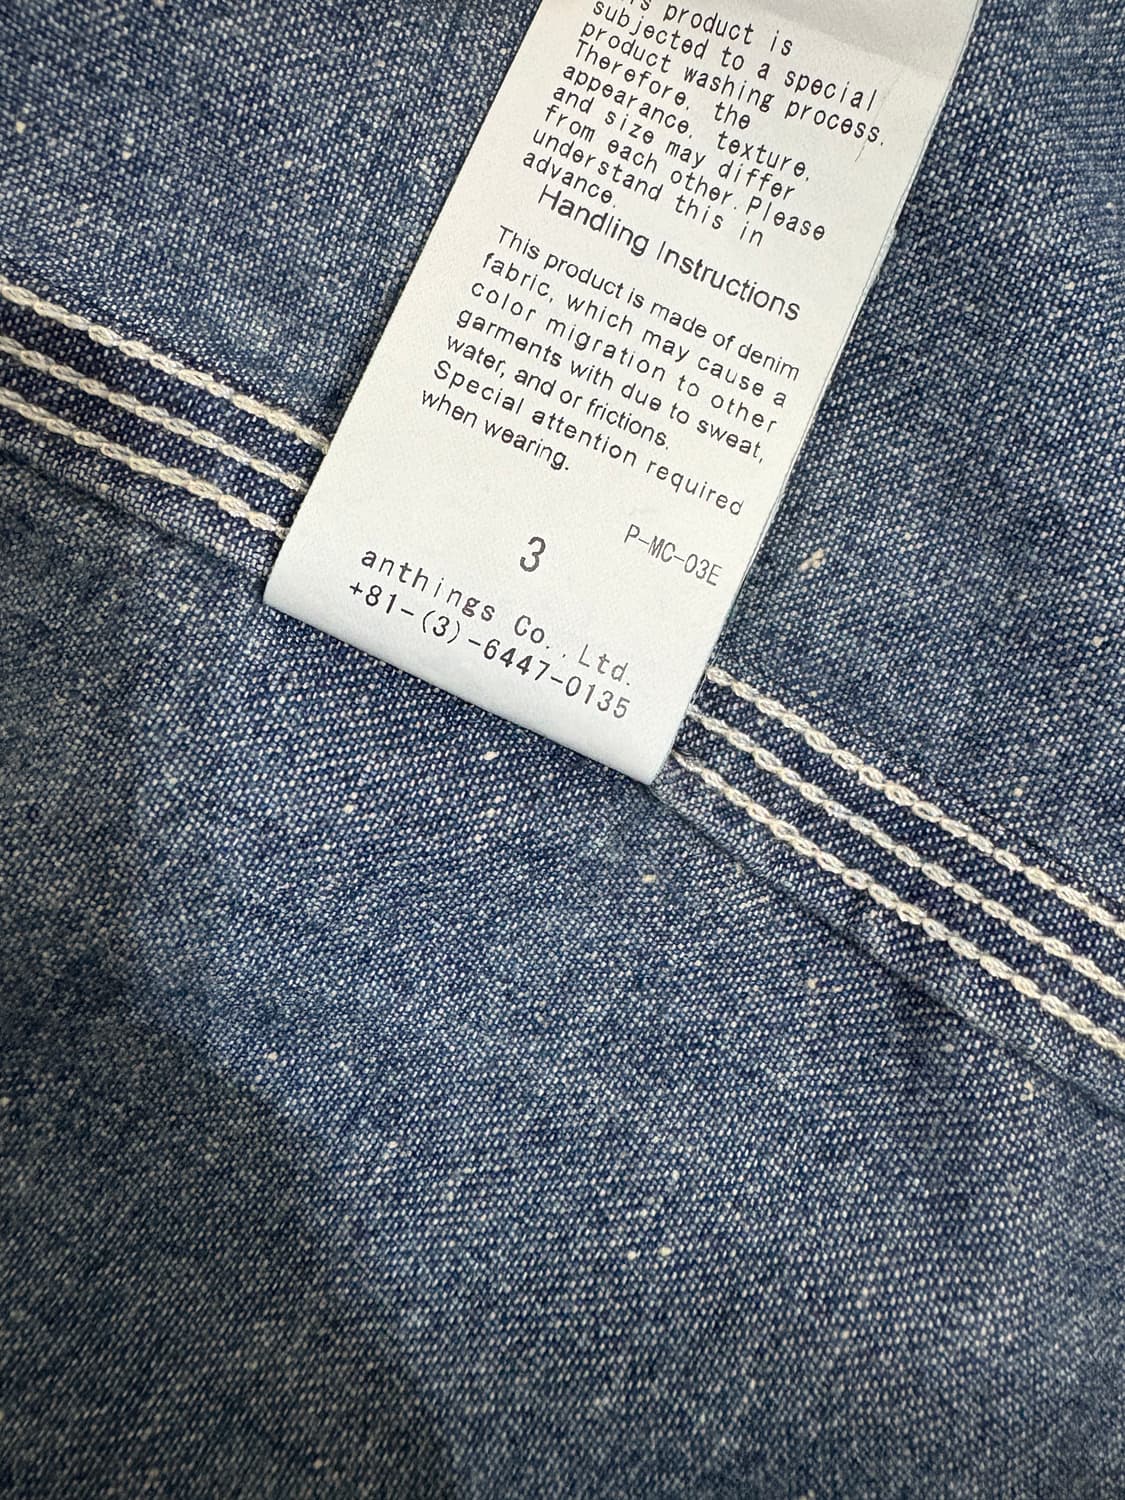 product is
subjected to a special
product washing process.
Therefore, the
appearance, texture,
and size may differ
from each other. Please
understand this in
advance.
Handling Instructions
This product is made of denim
fabric, which may cause a
color migration to other
garments with due to sweat,
water, and or frictions.
Special attention required
when wearing.
P-MC-03E
3
anthings Co., Ltd.
+81-(3)-6447-0135